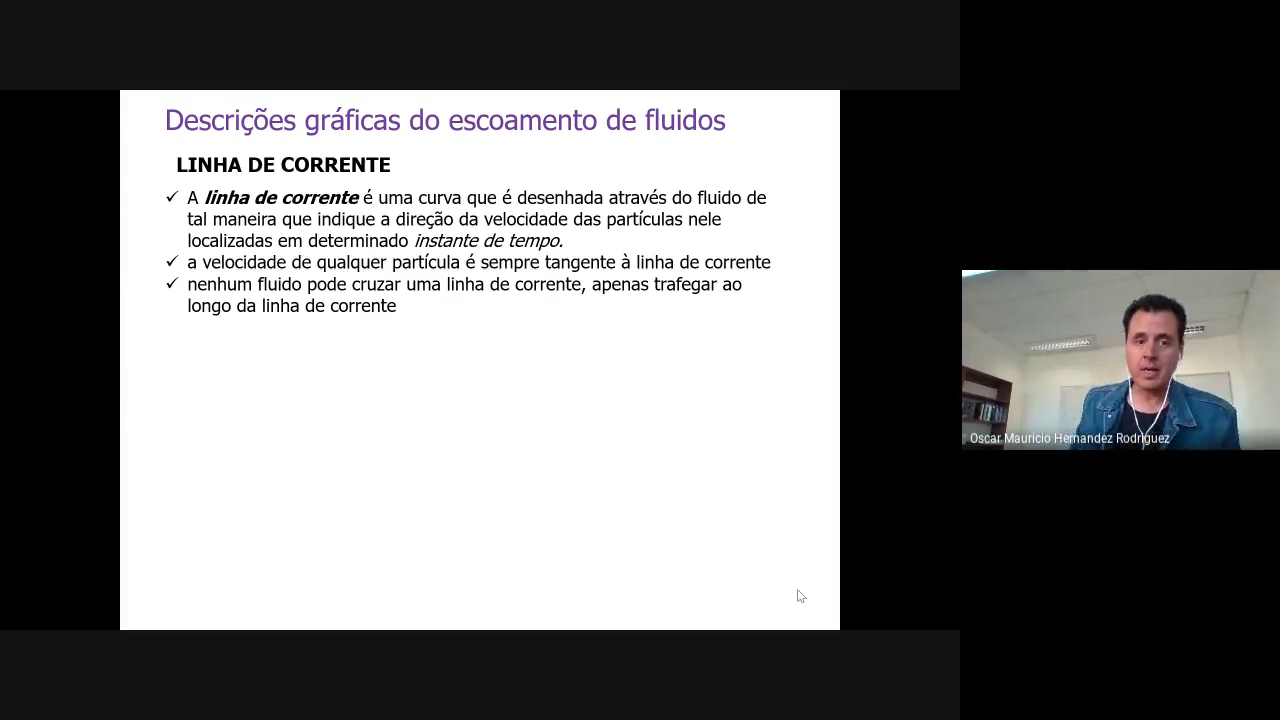 Descrições gráficas do escoamento de fluidos
LINHA DE CORRENTE
✓ A linha de corrente é uma curva que é desenhada através do fluido de
tal maneira que indique a direção da velocidade das partículas nele
localizadas em determinado instante de tempo.
✓ a velocidade de qualquer partícula é sempre tangente à linha de corrente
✓ nenhum fluido pode cruzar uma linha de corrente, apenas trafegar ao
longo da linha de corrente
Oscar Mauricio Hernandez Rodriguez